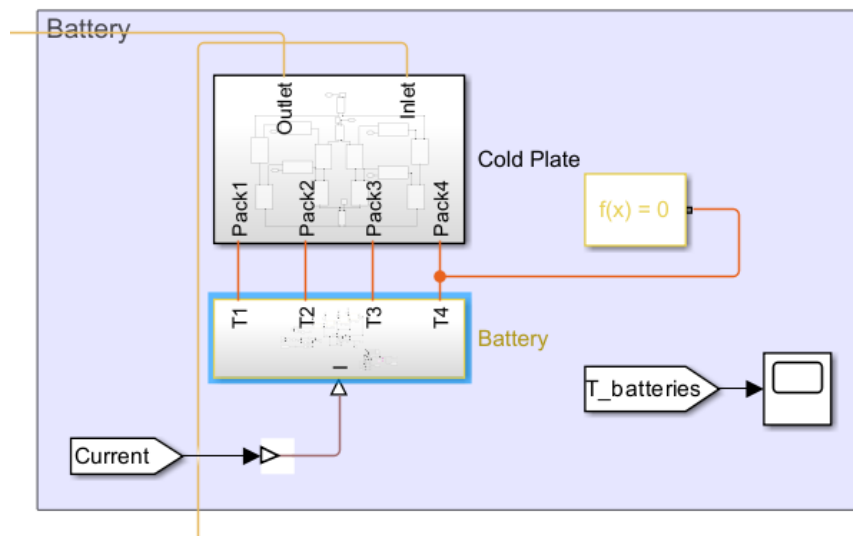 Battery
Outlet
Inlet
Cold Plate
Pack1
Pack2
Pack3
Pack4
f(x) = 0
T1
T2
T3
T4
Battery
I
T_batteries
Current